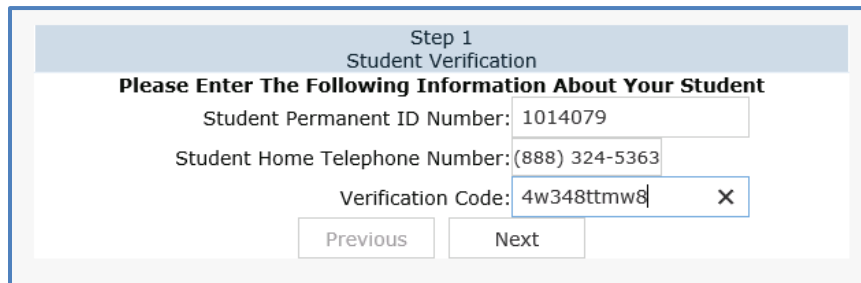 Step 1
Student Verification
Please Enter The Following Information About Your Student
Student Permanent ID Number: 1014079
Student Home Telephone Number: (888) 324-5363
Verification Code: 4w348ttmw8 ✕
Previous Next